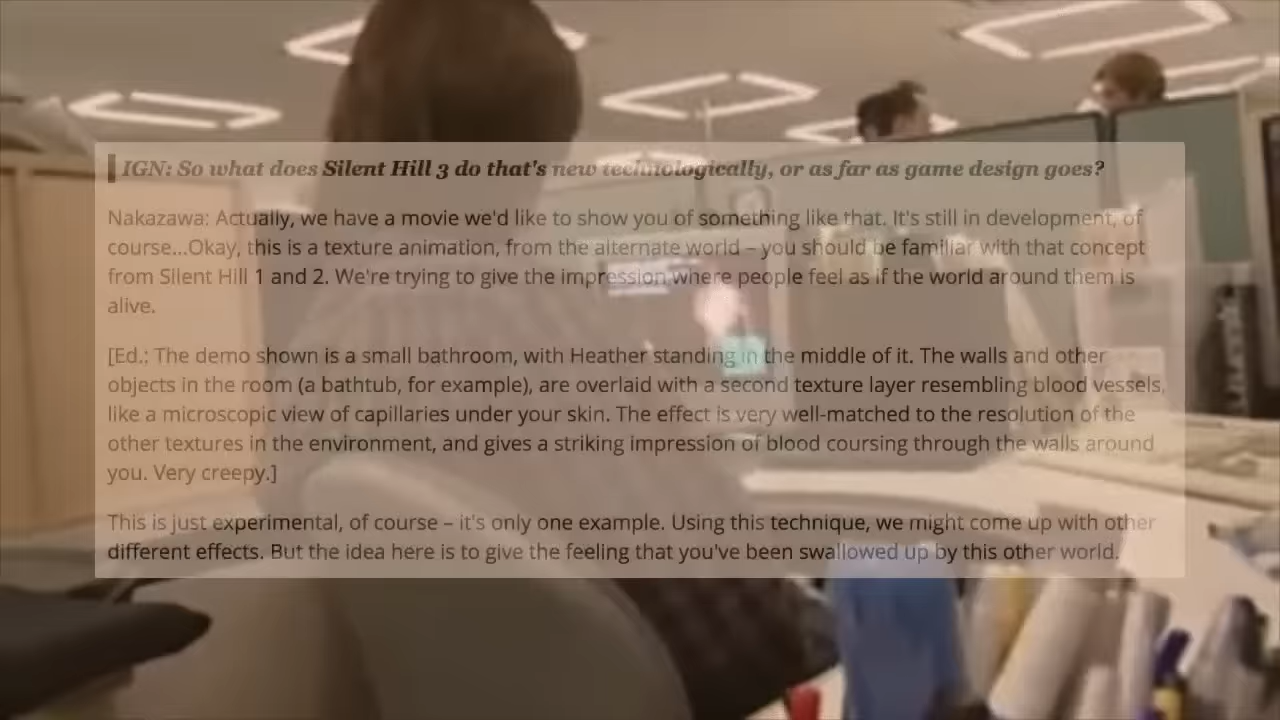 IGN: So what does Silent Hill 3 do that's new technologically, or as far as game design goes?
Nakazawa: Actually, we have a movie we'd like to show you of something like that. It's still in development, of
course...Okay, this is a texture animation, from the alternate world – you should be familiar with that concept
from Silent Hill 1 and 2. We're trying to give the impression where people feel as if the world around them is
alive.
[Ed.: The demo shown is a small bathroom, with Heather standing in the middle of it. The walls and other
objects in the room (a bathtub, for example), are overlaid with a second texture layer resembling blood vessels,
like a microscopic view of capillaries under your skin. The effect is very well-matched to the resolution of the
other textures in the environment, and gives a striking impression of blood coursing through the walls around
you. Very creepy.]
This is just experimental, of course – it's only one example. Using this technique, we might come up with other
different effects. But the idea here is to give the feeling that you've been swallowed up by this other world.